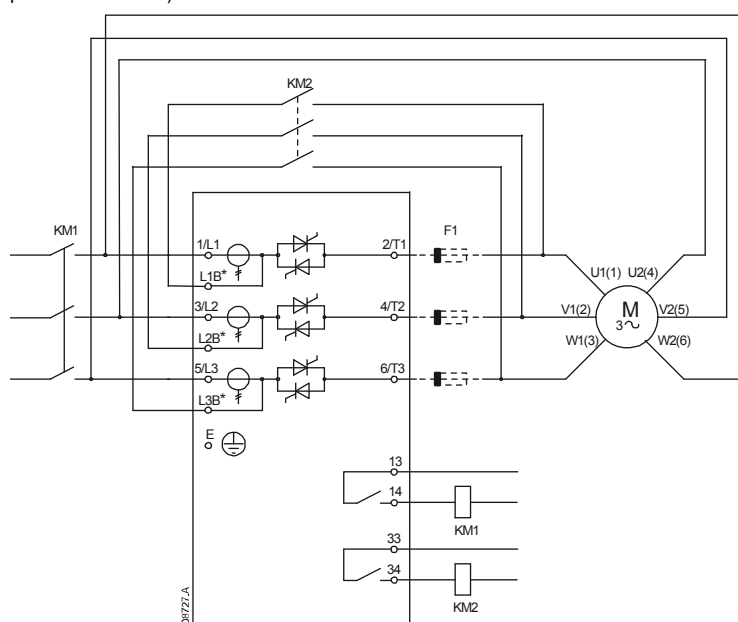 KM2
KM1
F1
1/L1
2/T1
L1B*
U1(1) U2(4)
3/L2
4/T2
V1(2)
M
3~
V2(5)
L2B*
W1(3)
W2(6)
5/L3
6/T3
L3B*
E
13
14
KM1
33
34
KM2
08727.A